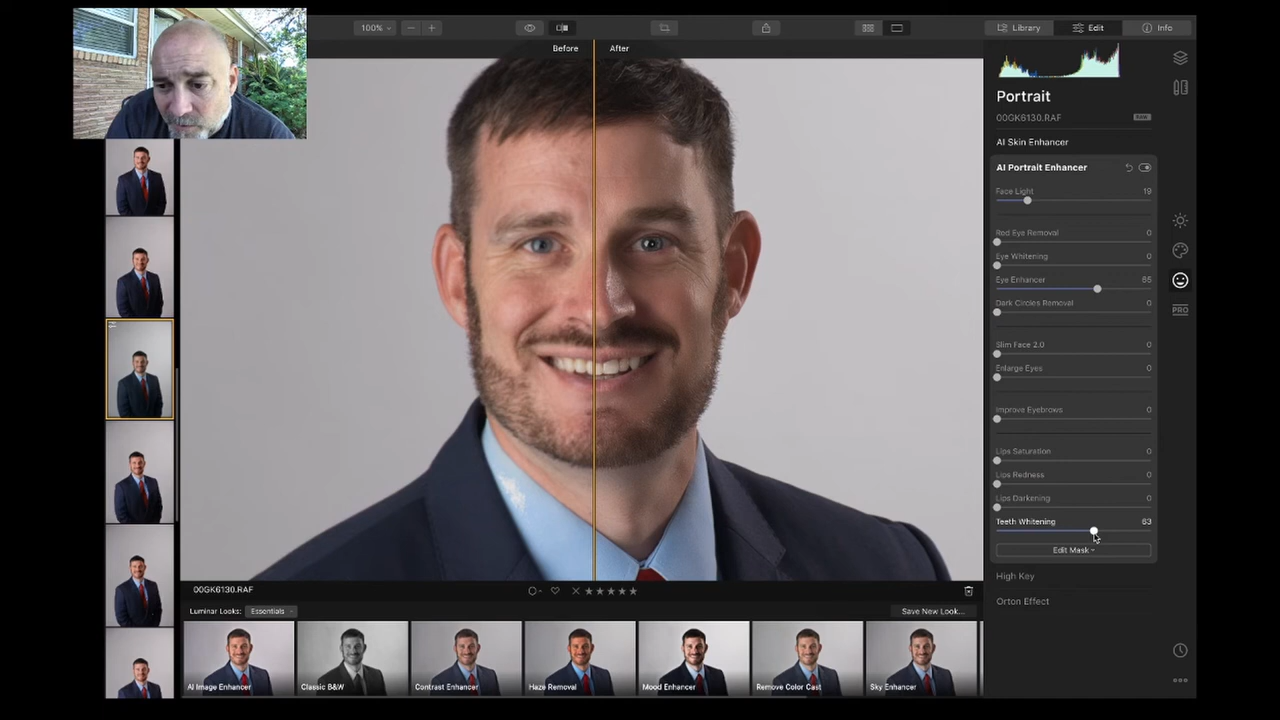 100%
Library
Edit
Info
Before
After
Portrait
00GK6130.RAF
RAW
AI Skin Enhancer
AI Portrait Enhancer
Face Light 19
Red Eye Removal 0
Eye Whitening 0
Eye Enhancer 65
Dark Circles Removal 0
Slim Face 2.0 0
Enlarge Eyes 0
Improve Eyebrows 0
Lips Saturation 0
Lips Redness 0
Lips Darkening 0
Teeth Whitening 63
Edit Mask
High Key
Orton Effect
PRO
00GK6130.RAF
Luminar Looks: Essentials
Save New Look...
AI Image Enhancer
Classic B&W
Contrast Enhancer
Haze Removal
Mood Enhancer
Remove Color Cast
Sky Enhancer